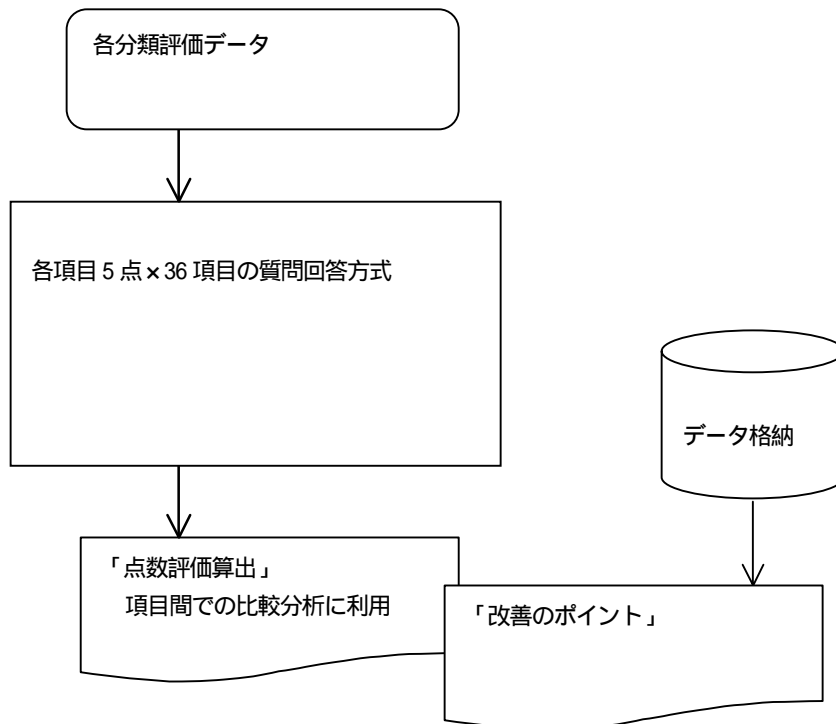 各分類評価データ
各項目5点×36項目の質問回答方式
データ格納
「点数評価算出」
項目間での比較分析に利用
「改善のポイント」